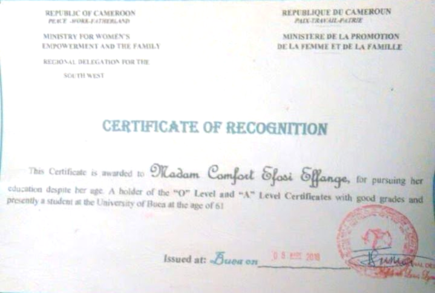 REPUBLIC OF CAMEROON
PEACE -WORK-FATHERLAND
MINISTRY FOR WOMEN'S
EMPOWERMENT AND THE FAMILY
REGIONAL DELEGATION FOR THE
SOUTH WEST
REPUBLIQUE DU CAMEROUN
PAIX-TRAVAIL-PATRIE
MINISTERE DE LA PROMOTION
DE LA FEMME ET DE LA FAMILLE
CERTIFICATE OF RECOGNITION
This Certificate is awarded to Madam Comfort Efosi Effange, for pursuing her
education despite her age. A holder of the "O" Level and "A" Level Certificates with good grades and
presently a student at the University of Buea at the age of 61
Issued at: Buea on